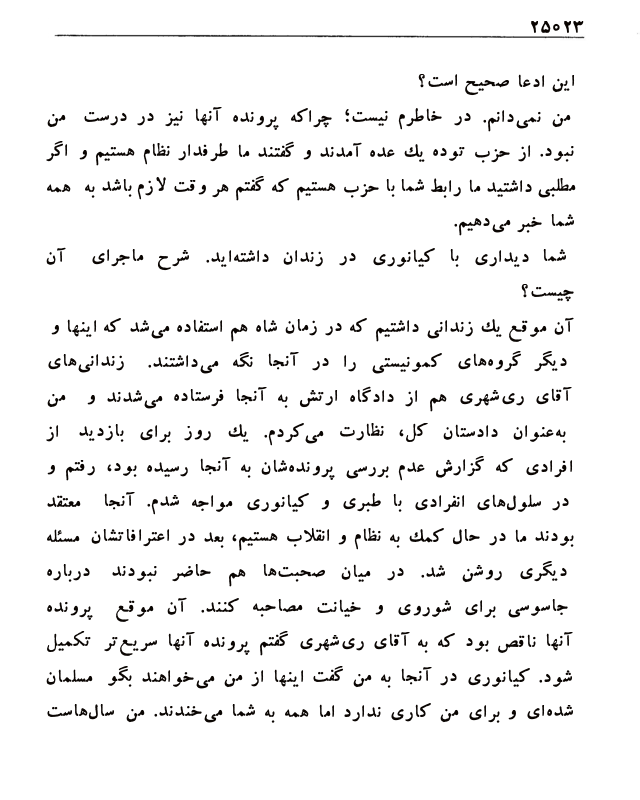 ۲۵۰۲۳
این ادعا صحیح است؟
من نمی‌دانم. در خاطرم نیست؛ چراکه پرونده آنها نیز در درست من
نبود. از حزب توده یك عده آمدند و گفتند ما طرفدار نظام هستیم و اگر
مطلبی داشتید ما رابط شما با حزب هستیم که گفتم هر وقت لازم باشد به همه
شما خبر می‌دهیم.
شما دیداری با کیانوری در زندان داشته‌اید. شرح ماجرای آن
چیست؟
آن موقع یك زندانی داشتیم که در زمان شاه هم استفاده می‌شد که اینها و
دیگر گروه‌های کمونیستی را در آنجا نگه می‌داشتند. زندانی‌های
آقای ری‌شهری هم از دادگاه ارتش به آنجا فرستاده می‌شدند و من
به‌عنوان دادستان کل، نظارت می‌کردم. یك روز برای بازدید از
افرادی که گزارش عدم بررسی پرونده‌شان به آنجا رسیده بود، رفتم و
در سلول‌های انفرادی با طبری و کیانوری مواجه شدم. آنجا معتقد
بودند ما در حال کمك به نظام و انقلاب هستیم، بعد در اعترافاتشان مسئله
دیگری روشن شد. در میان صحبت‌ها هم حاضر نبودند درباره
جاسوسی برای شوروی و خیانت مصاحبه کنند. آن موقع پرونده
آنها ناقص بود که به آقای ری‌شهری گفتم پرونده آنها سریع‌تر تکمیل
شود. کیانوری در آنجا به من گفت اینها از من می‌خواهند بگو مسلمان
شده‌ای و برای من کاری ندارد اما همه به شما می‌خندند. من سال‌هاست